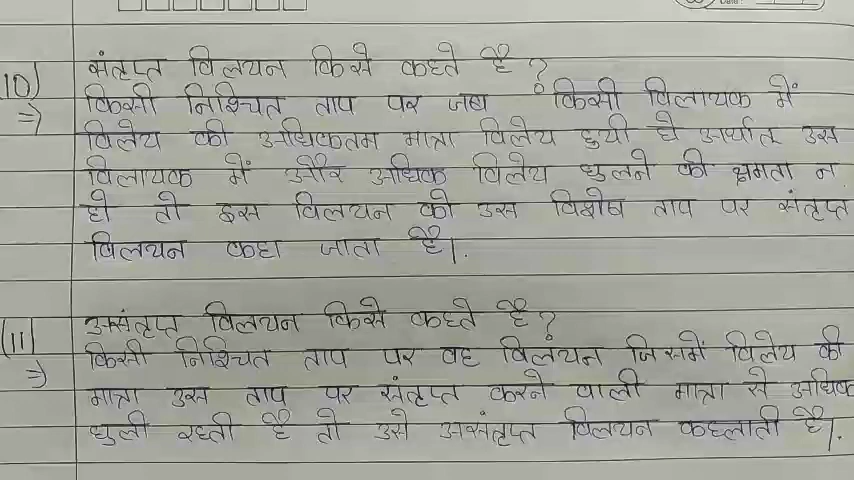 10) संतृप्त विलयन किसे कहते है ?
⇒ किसी निश्चित ताप पर जब किसी विलायक में
विलेय की अधिकतम मात्रा विलेय हुयी हो अर्थात उस
विलायक में और अधिक विलेय घुलने की क्षमता न
हो तो इस विलयन को उस विशेष ताप पर संतृप्त
विलयन कहा जाता है।.
(11) असंतृप्त विलयन किसे कहते है ?
⇒ किसी निश्चित ताप पर वह विलयन जिसमें विलेय की
मात्रा उस ताप पर संतृप्त करने वाली मात्रा से अधिक
घुली रहती है तो उसे असंतृप्त विलयन कहलाती है।.